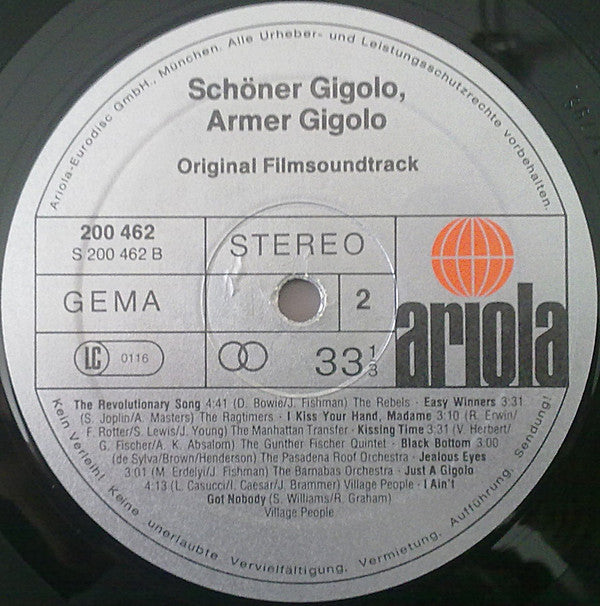 Ariola-Eurodisc GmbH., München. Alle Urheber- und Leistungsschutzrechte vorbehalten.
Schöner Gigolo,
Armer Gigolo
Original Filmsoundtrack
200 462
S 200 462 B
STEREO
GEMA
2
ariola
LC 0116
33 1/3
The Revolutionary Song 4:41 (D. Bowie/J. Fishman) The Rebels · Easy Winners 3:31
(S. Joplin/A. Masters) The Ragtimers · I Kiss Your Hand, Madame 3:10 (R. Erwin/
F. Rotter/S. Lewis/J. Young) The Manhattan Transfer · Kissing Time 3:31 (V. Herbert/
G. Fischer/A. K. Absalom) The Gunther Fischer Quintet · Black Bottom 3:00
(de Sylva/Brown/Henderson) The Pasadena Roof Orchestra · Jealous Eyes
3:01 (M. Erdelyi/J. Fishman) The Barnabas Orchestra · Just A Gigolo
4:13 (L. Casucci/I. Caesar/J. Brammer) Village People · I Ain't
Got Nobody (S. Williams/R. Graham)
Village People
Kein Verleih! Keine unerlaubte Vervielfältigung, Vermietung, Aufführung, Sendung!